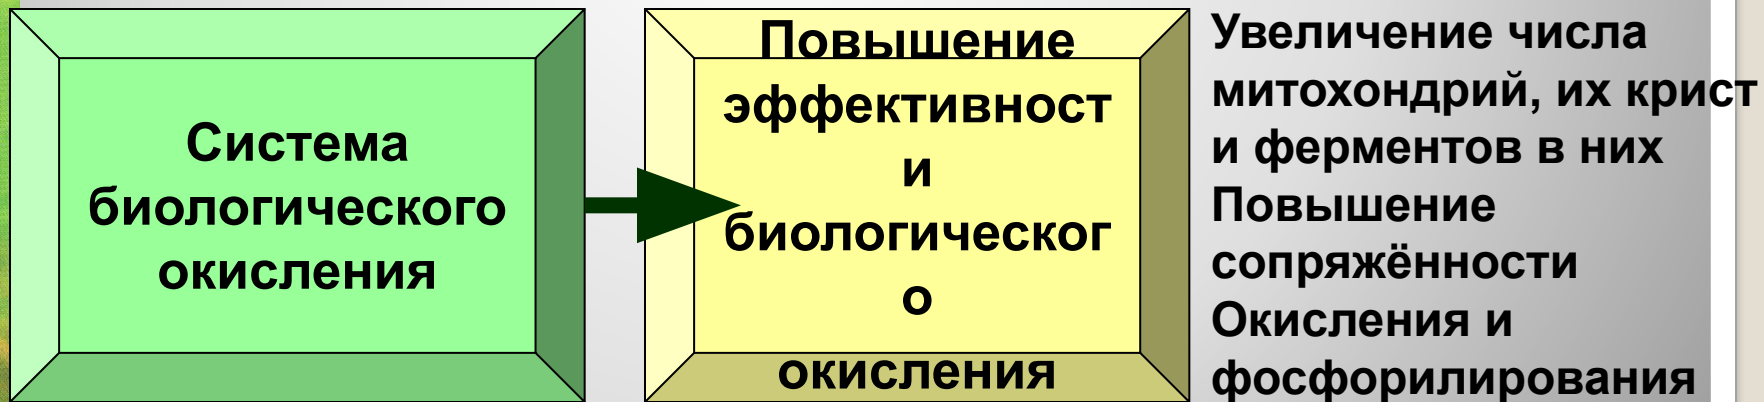 Система
биологического
окисления
Повышение
эффективност
и
биологическог
о
окисления
Увеличение числа
митохондрий, их крист
и ферментов в них
Повышение
сопряжённости
Окисления и
фосфорилирования